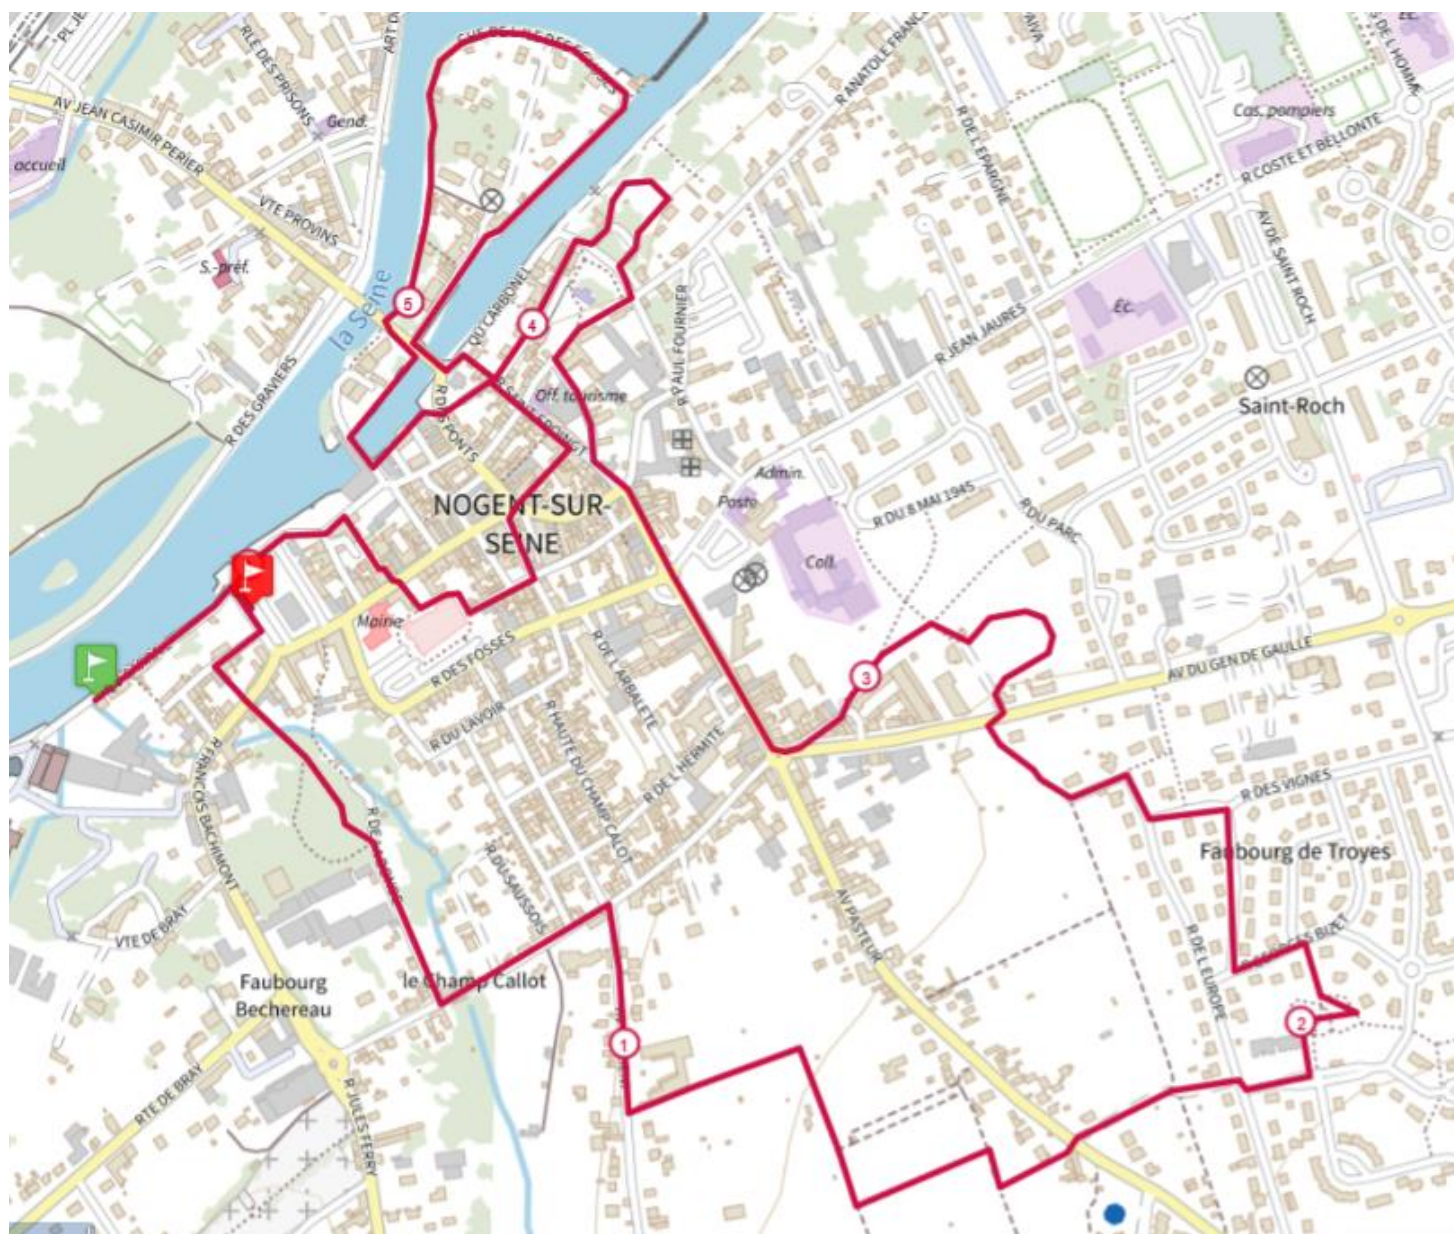 AV JEAN CASIMIR PERIER
RLE DES PRISONS
Gend.
R ANATOLE FRANCE
R DE L EPARGNE
Cas. pompiers
R COSTE ET BELLONTE
accueil
VTE PROVINS
S.-préf.
la Seine
QU CARBONEL
5
4
R PAUL FOURNIER
R JEAN JAURES
Ec.
AV DE SAINT ROCH
R DES GRAVIERS
Off. tourisme
R DES PONTS
Saint-Roch
NOGENT-SUR-
SEINE
Admin.
Poste
R DU 8 MAI 1945
R DU PARC
Coll.
Mairie
R DES FOSSES
R DE L ARBALETE
3
AV DU GEN DE GAULLE
R DU LAVOIR
R HAUTE DU CHAMP CALOT
R DE L HERMITE
R FRANCOIS BACHIMONT
R DES VIGNES
Faubourg de Troyes
R DU SAUSSOIS
VTE DE BRAY
AV PASTEUR
R DE L EUROPE
Faubourg
Bechereau
le Champ Callot
2
1
RTE DE BRAY
R JULES FERRY